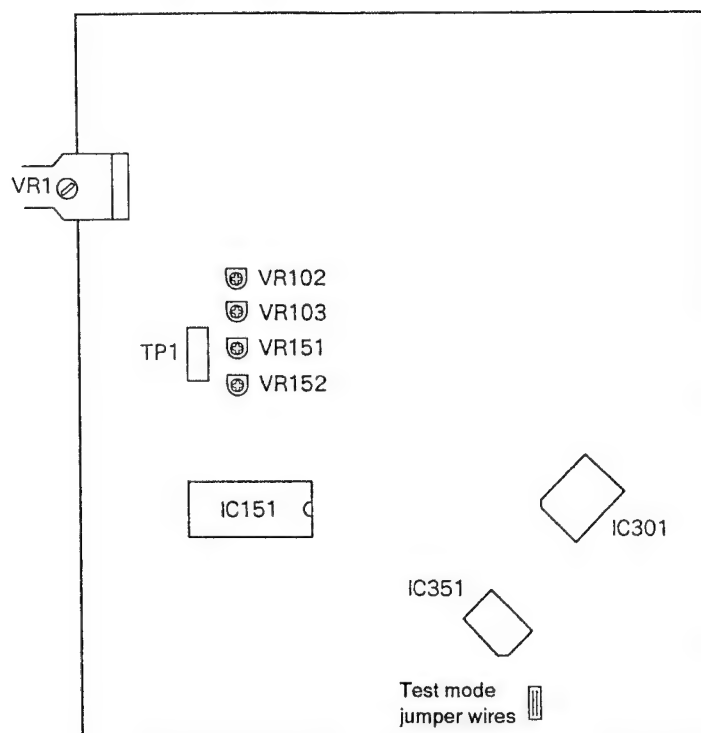 VR1
VR102
VR103
TP1
VR151
VR152
IC151
IC301
IC351
Test mode
jumper wires